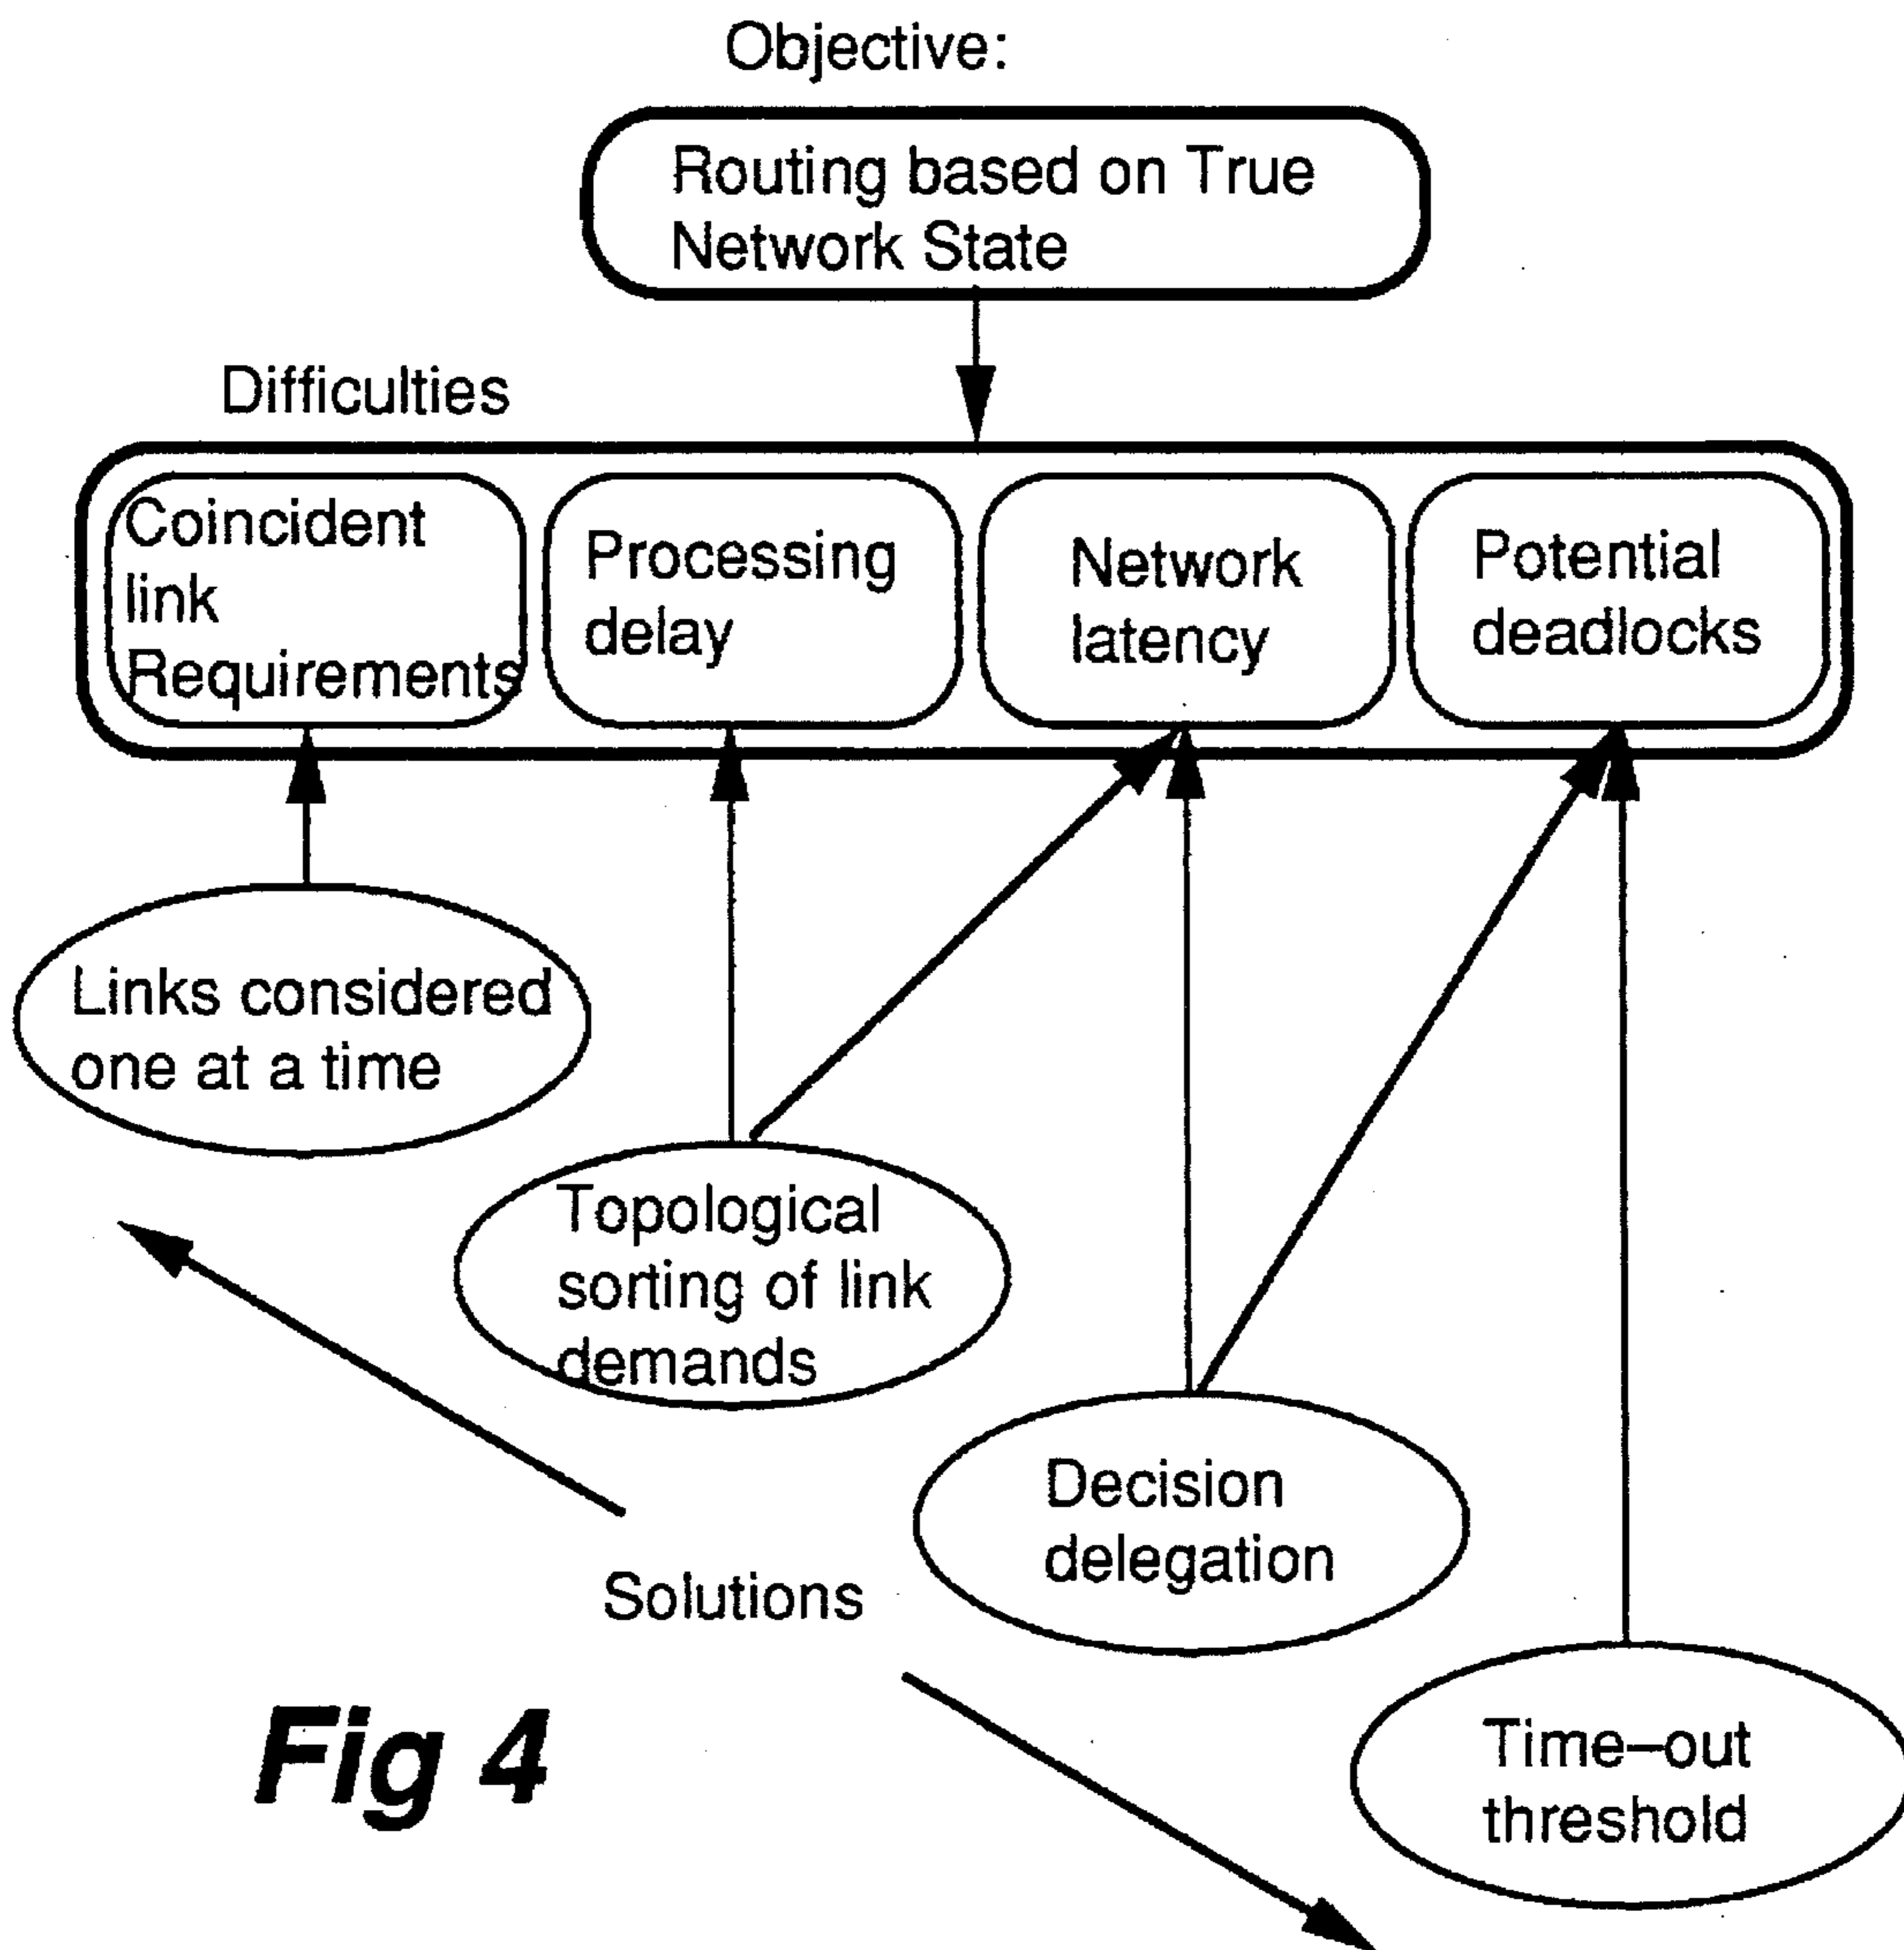 Objective:
Routing based on True
Network State
Difficulties
Coincident
link
Requirements
Processing
delay
Network
latency
Potential
deadlocks
Links considered
one at a time
Topological
sorting of link
demands
Decision
delegation
Solutions
Time–out
threshold
Fig 4